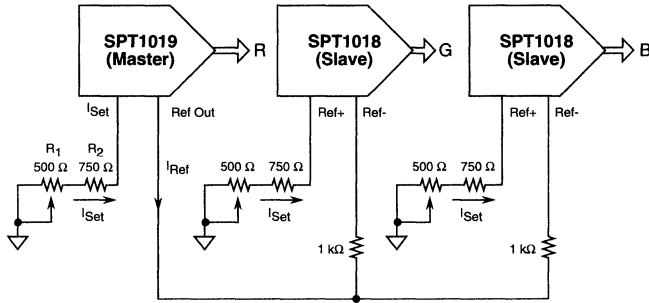 SPT1019
(Master)
R
SPT1018
(Slave)
G
SPT1018
(Slave)
B
ISet
Ref Out
Ref+
Ref-
Ref+
Ref-
R1
R2
500 Ω
750 Ω
IRef
500 Ω
750 Ω
500 Ω
750 Ω
ISet
ISet
ISet
1 kΩ
1 kΩ